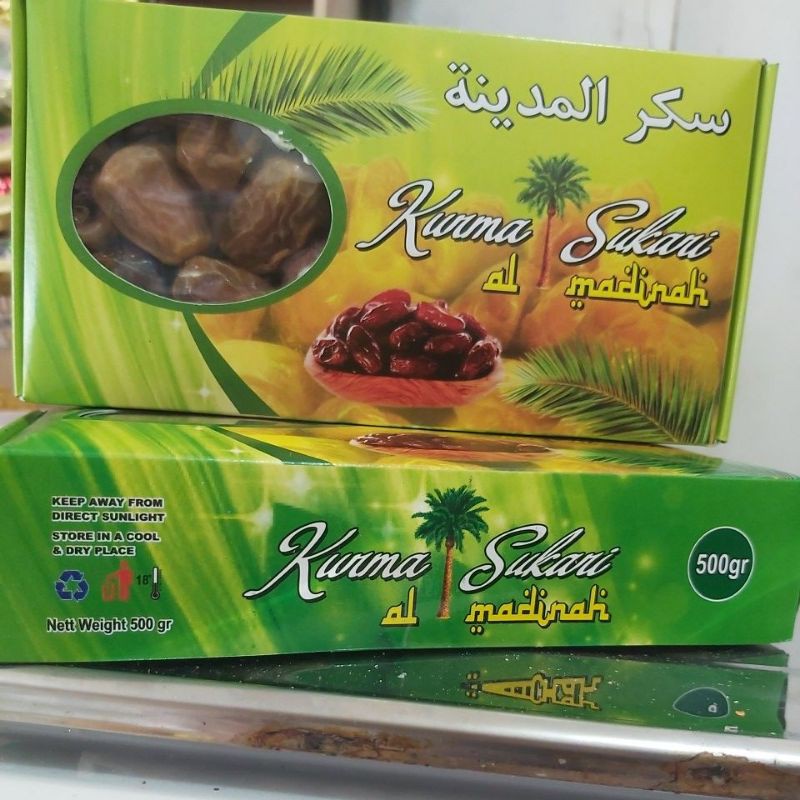 سكر المدينة
Kurma Sukari
al madinah
KEEP AWAY FROM
DIRECT SUNLIGHT
STORE IN A COOL
& DRY PLACE
18°
Nett Weight 500 gr
Kurma Sukari
al madinah
500gr